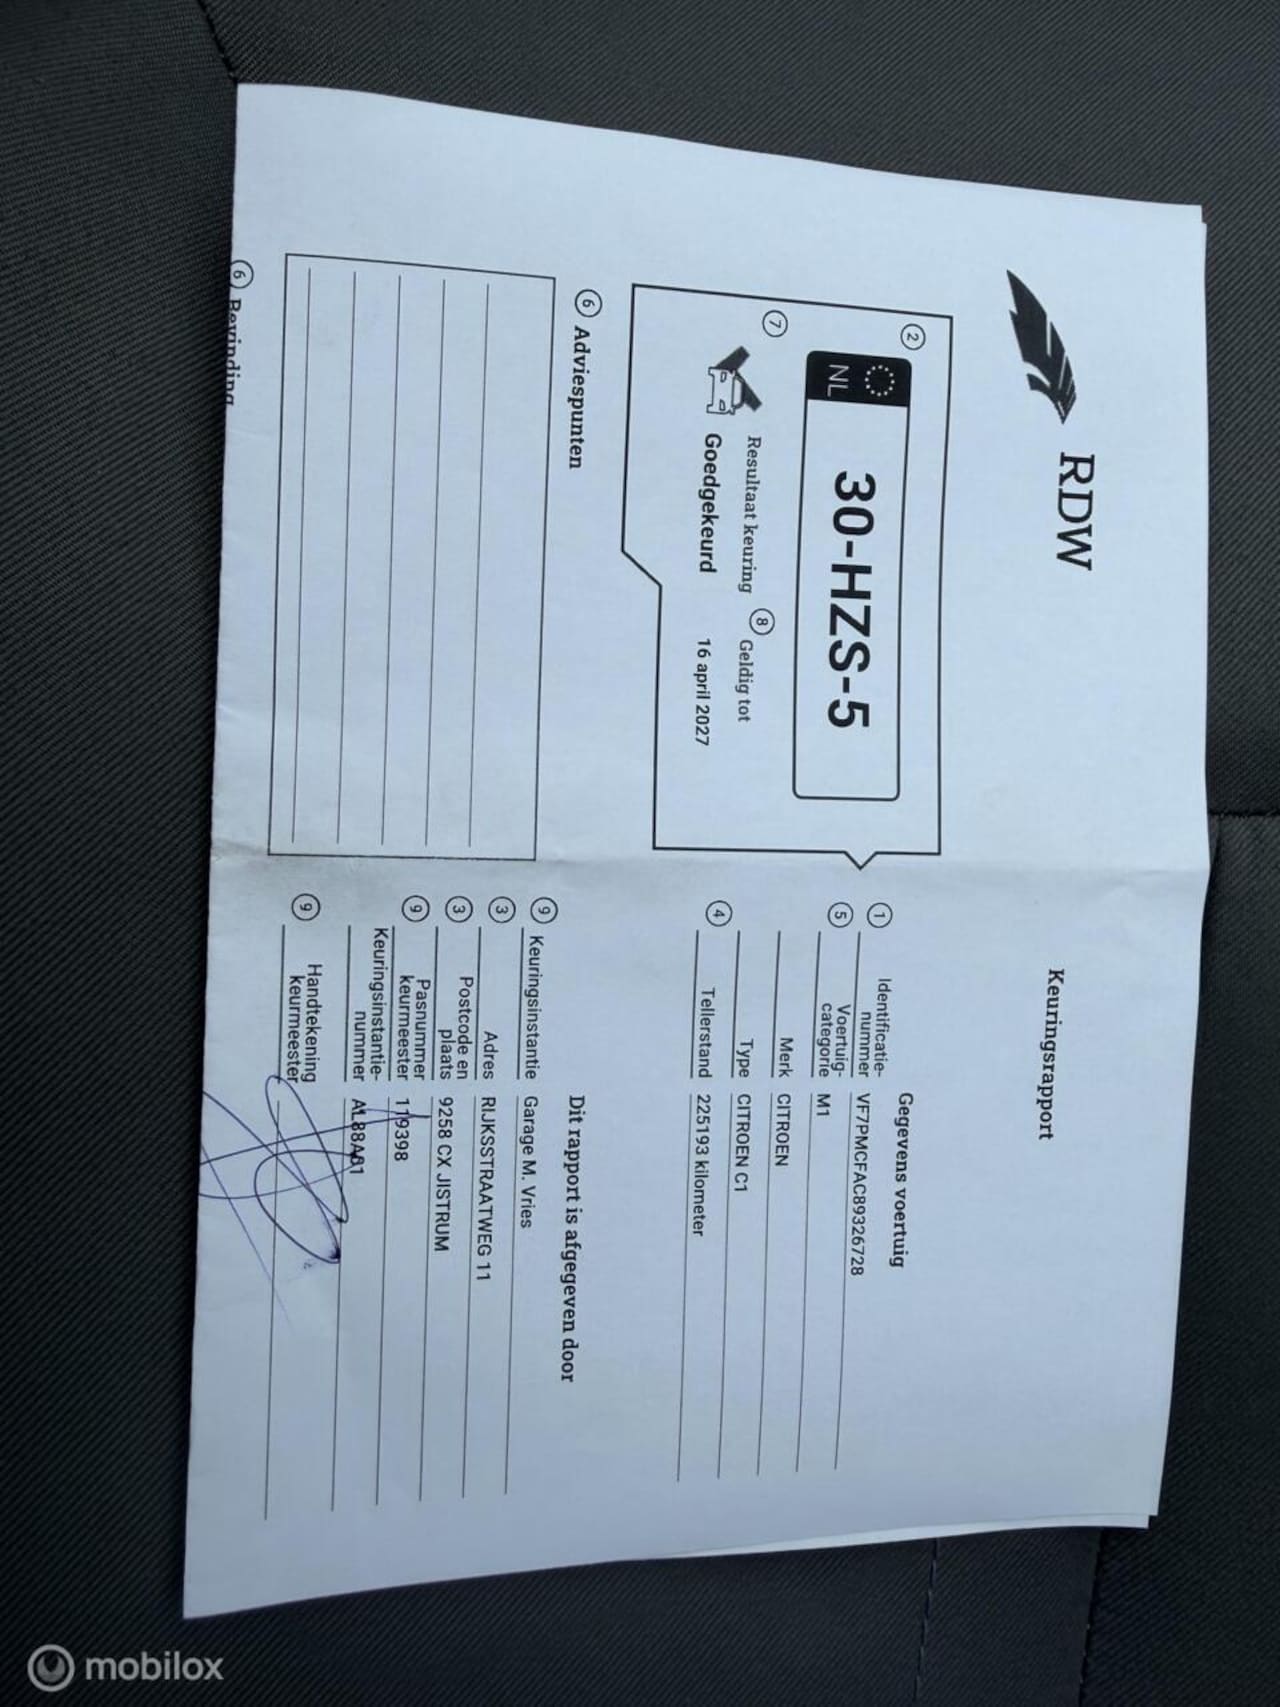 RDW
Keuringsrapport
2
NL
30-HZS-5
7 Resultaat keuring
Goedgekeurd
8 Geldig tot
16 april 2027
Gegevens voertuig
1 Identificatie-
nummer VF7PMCFAC89326728
5 Voertuig-
categorie M1
Merk CITROEN
Type CITROEN C1
4 Tellerstand 225193 kilometer
6 Adviespunten
6 Bevinding
Dit rapport is afgegeven door
9 Keuringsinstantie Garage M. Vries
3 Adres RIJKSSTRAATWEG 11
3 Postcode en
plaats 9258 CX JISTRUM
9 Pasnummer
keurmeester 119398
Keuringsinstantie-
nummer
9 Handtekening
keurmeester
mobilox